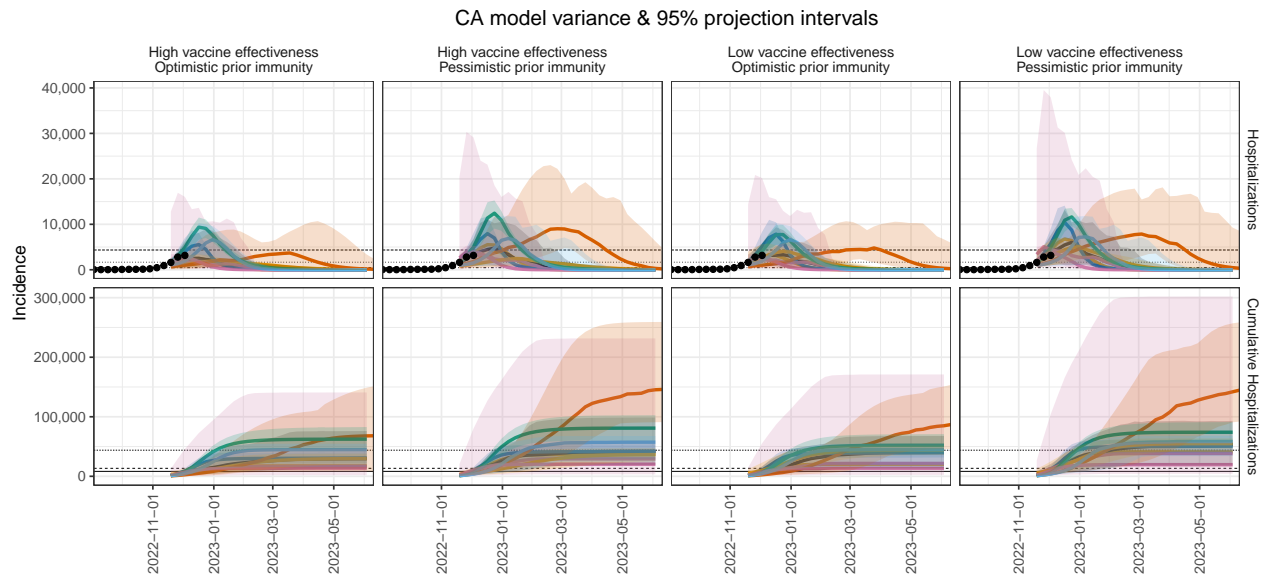 CA model variance & 95% projection intervals
High vaccine effectiveness
Optimistic prior immunity
High vaccine effectiveness
Pessimistic prior immunity
Low vaccine effectiveness
Optimistic prior immunity
Low vaccine effectiveness
Pessimistic prior immunity
Incidence
40,000
30,000
20,000
10,000
0
Hospitalizations
300,000
200,000
100,000
0
Cumulative Hospitalizations
2022−11−01
2023−01−01
2023−03−01
2023−05−01
2022−11−01
2023−01−01
2023−03−01
2023−05−01
2022−11−01
2023−01−01
2023−03−01
2023−05−01
2022−11−01
2023−01−01
2023−03−01
2023−05−01